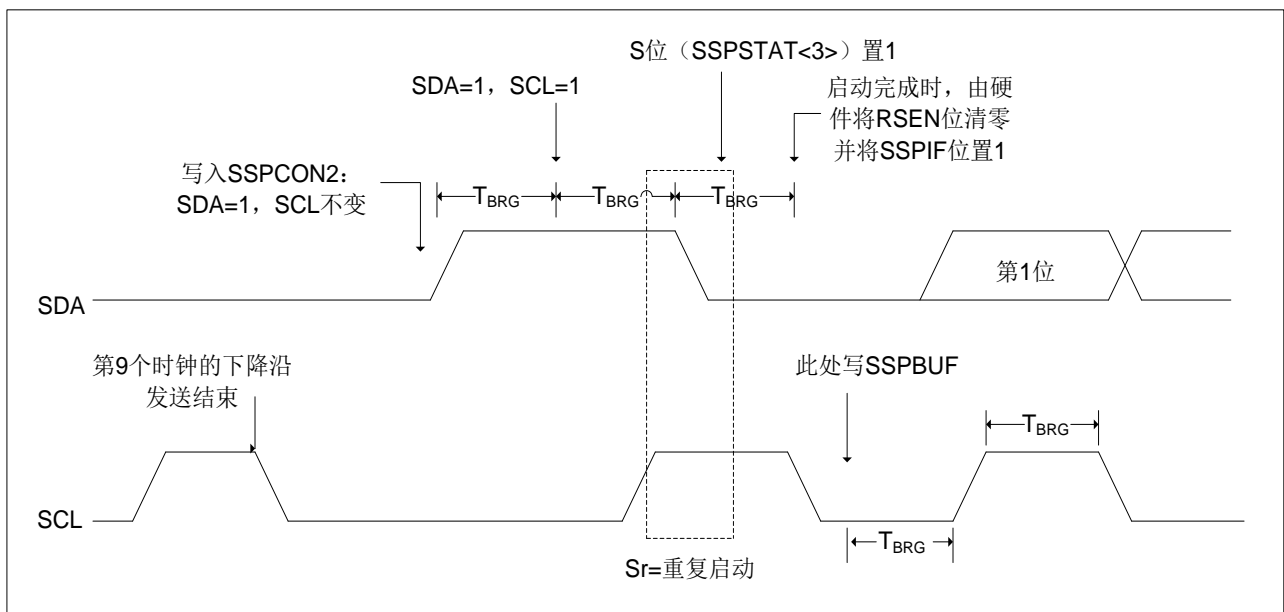 S位（SSPSTAT<3>）置1
SDA=1，SCL=1
启动完成时，由硬
件将RSEN位清零
并将SSPIF位置1
写入SSPCON2：
SDA=1，SCL不变
TBRG
TBRG
TBRG
第1位
SDA
第9个时钟的下降沿
发送结束
此处写SSPBUF
TBRG
SCL
TBRG
Sr=重复启动